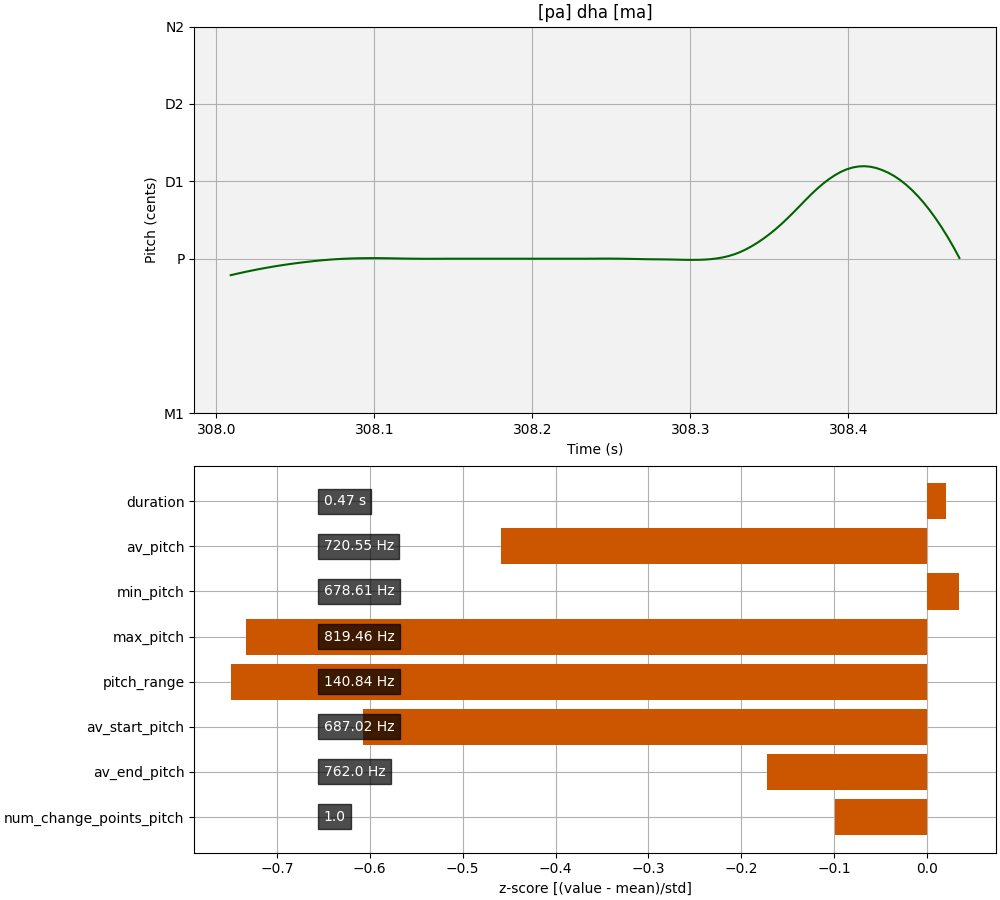 [pa] dha [ma]
N2
D2
D1
P
M1
Pitch (cents)
308.0 308.1 308.2 308.3 308.4
Time (s)
duration 0.47 s
av_pitch 720.55 Hz
min_pitch 678.61 Hz
max_pitch 819.46 Hz
pitch_range 140.84 Hz
av_start_pitch 687.02 Hz
av_end_pitch 762.0 Hz
num_change_points_pitch 1.0
−0.7 −0.6 −0.5 −0.4 −0.3 −0.2 −0.1 0.0
z-score [(value - mean)/std]